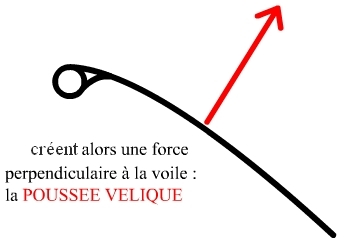 créent alors une force
perpendiculaire à la voile :
la POUSSEE VELIQUE